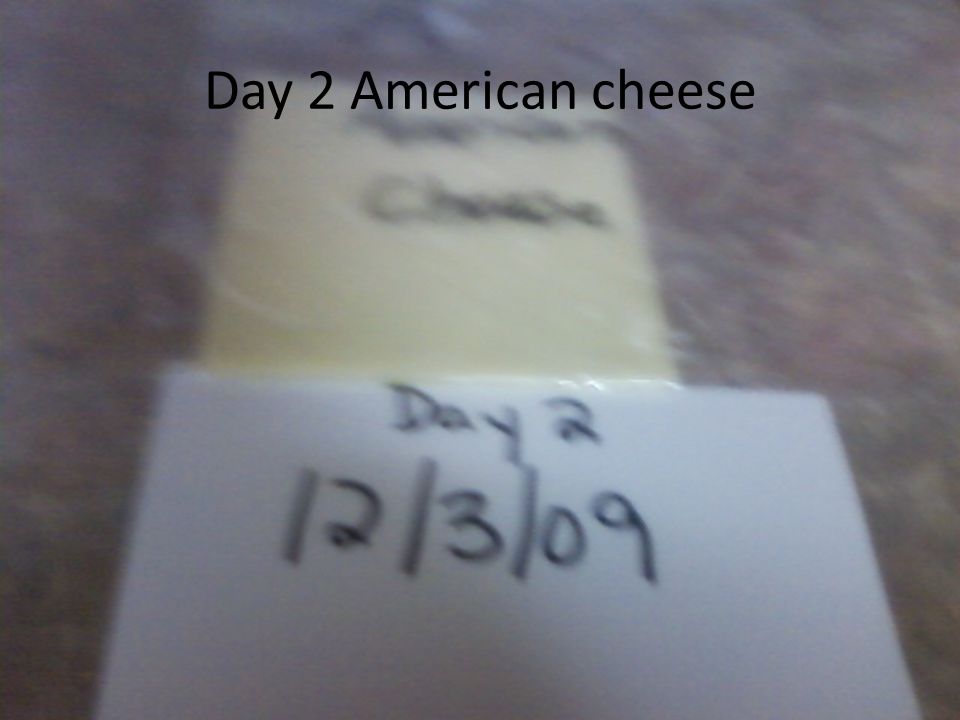 Day 2 American cheese
Cheese
Day 2
12/3/09